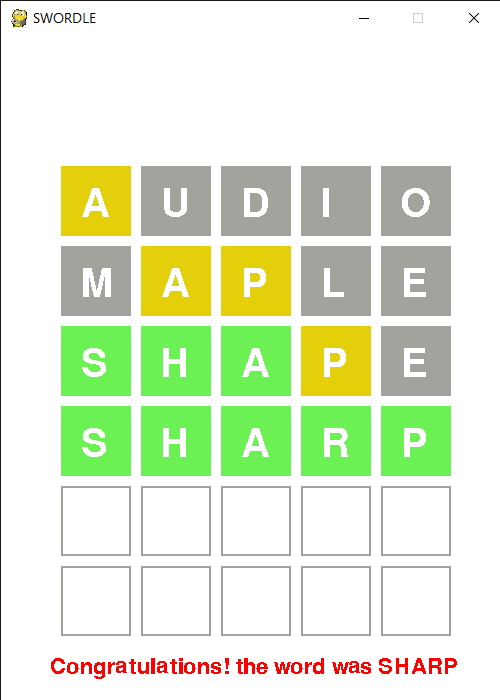 SWORDLE
A U D I O
M A P L E
S H A P E
S H A R P
Congratulations! the word was SHARP